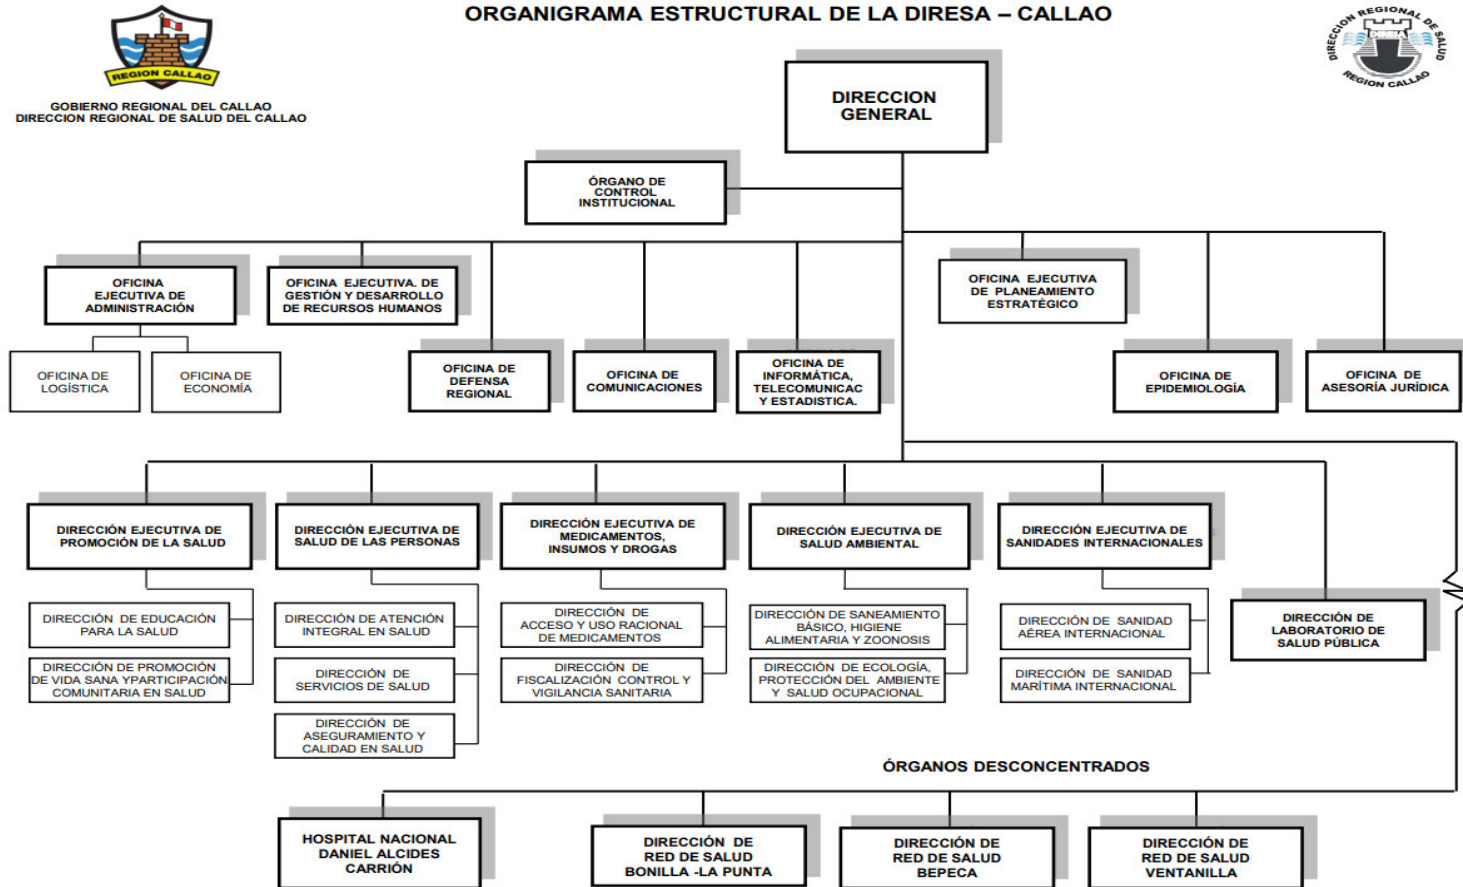 ORGANIGRAMA ESTRUCTURAL DE LA DIRESA – CALLAO
REGION CALLAO
GOBIERNO REGIONAL DEL CALLAO
DIRECCION REGIONAL DE SALUD DEL CALLAO
DIRECCION REGIONAL DE SALUD
REGION CALLAO
DIRECCION
GENERAL
ÓRGANO DE
CONTROL
INSTITUCIONAL
OFICINA
EJECUTIVA DE
ADMINISTRACIÓN
OFICINA EJECUTIVA. DE
GESTIÓN Y DESARROLLO
DE RECURSOS HUMANOS
OFICINA EJECUTIVA
DE PLANEAMIENTO
ESTRATÉGICO
OFICINA DE
LOGÍSTICA
OFICINA DE
ECONOMÍA
OFICINA DE
DEFENSA
REGIONAL
OFICINA DE
COMUNICACIONES
OFICINA DE
INFORMÁTICA,
TELECOMUNICAC
Y ESTADISTICA.
OFICINA DE
EPIDEMIOLOGÍA
OFICINA DE
ASESORÍA JURÍDICA
DIRECCIÓN EJECUTIVA DE
PROMOCIÓN DE LA SALUD
DIRECCIÓN EJECUTIVA DE
SALUD DE LAS PERSONAS
DIRECCIÓN EJECUTIVA DE
MEDICAMENTOS,
INSUMOS Y DROGAS
DIRECCIÓN EJECUTIVA DE
SALUD AMBIENTAL
DIRECCIÓN EJECUTIVA DE
SANIDADES INTERNACIONALES
DIRECCIÓN DE EDUCACIÓN
PARA LA SALUD
DIRECCIÓN DE PROMOCIÓN
DE VIDA SANA YPARTICIPACIÓN
COMUNITARIA EN SALUD
DIRECCIÓN DE ATENCIÓN
INTEGRAL EN SALUD
DIRECCIÓN DE
SERVICIOS DE SALUD
DIRECCIÓN DE
ASEGURAMIENTO Y
CALIDAD EN SALUD
DIRECCIÓN DE
ACCESO Y USO RACIONAL
DE MEDICAMENTOS
DIRECCIÓN DE
FISCALIZACIÓN CONTROL Y
VIGILANCIA SANITARIA
DIRECCIÓN DE SANEAMIENTO
BÁSICO, HIGIENE
ALIMENTARIA Y ZOONOSIS
DIRECCIÓN DE ECOLOGÍA,
PROTECCIÓN DEL AMBIENTE
Y SALUD OCUPACIONAL
DIRECCIÓN DE SANIDAD
AÉREA INTERNACIONAL
DIRECCIÓN DE SANIDAD
MARÍTIMA INTERNACIONAL
DIRECCIÓN DE
LABORATORIO DE
SALUD PÚBLICA
ÓRGANOS DESCONCENTRADOS
HOSPITAL NACIONAL
DANIEL ALCIDES
CARRIÓN
DIRECCIÓN DE
RED DE SALUD
BONILLA -LA PUNTA
DIRECCIÓN DE
RED DE SALUD
BEPECA
DIRECCIÓN DE
RED DE SALUD
VENTANILLA